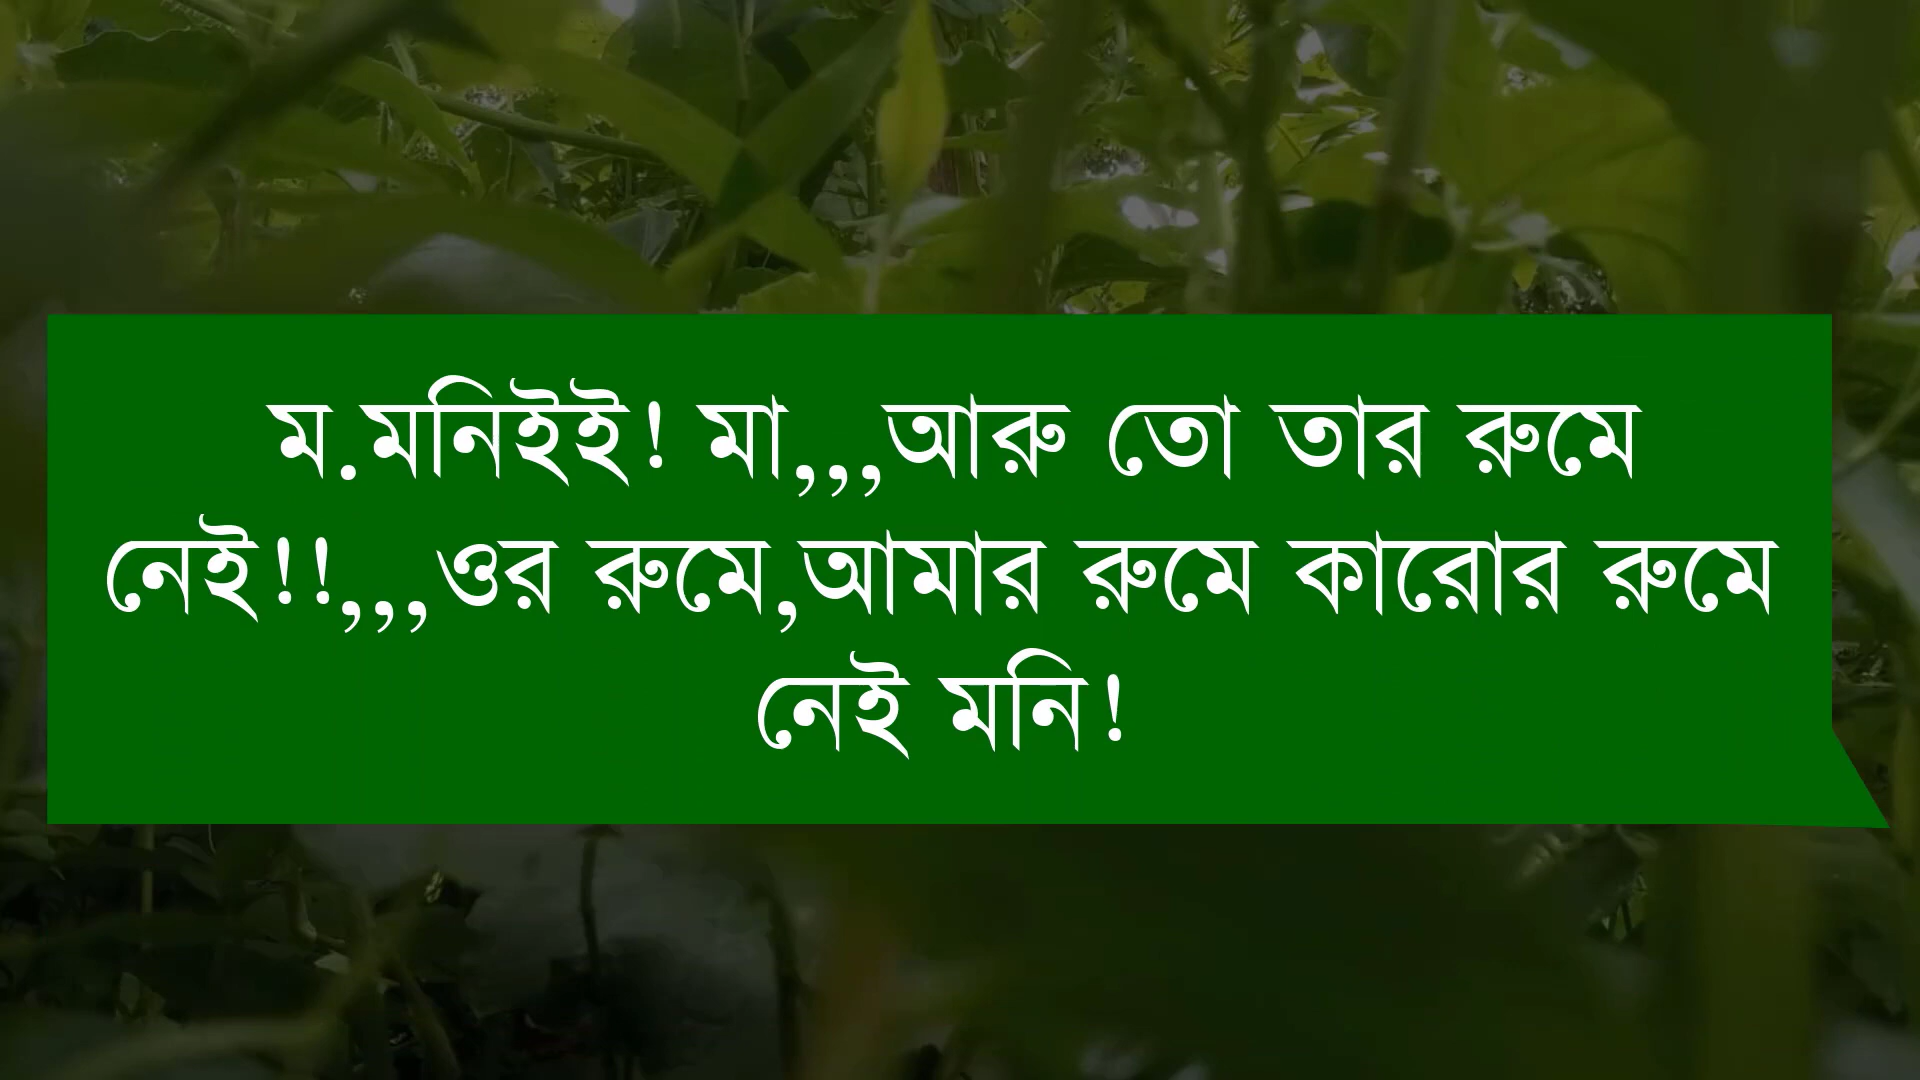 ম.মনিইই! মা,,,আরু তো তার রুমে
নেই!!,,,ওর রুমে,আমার রুমে কারোর রুমে
নেই মনি!